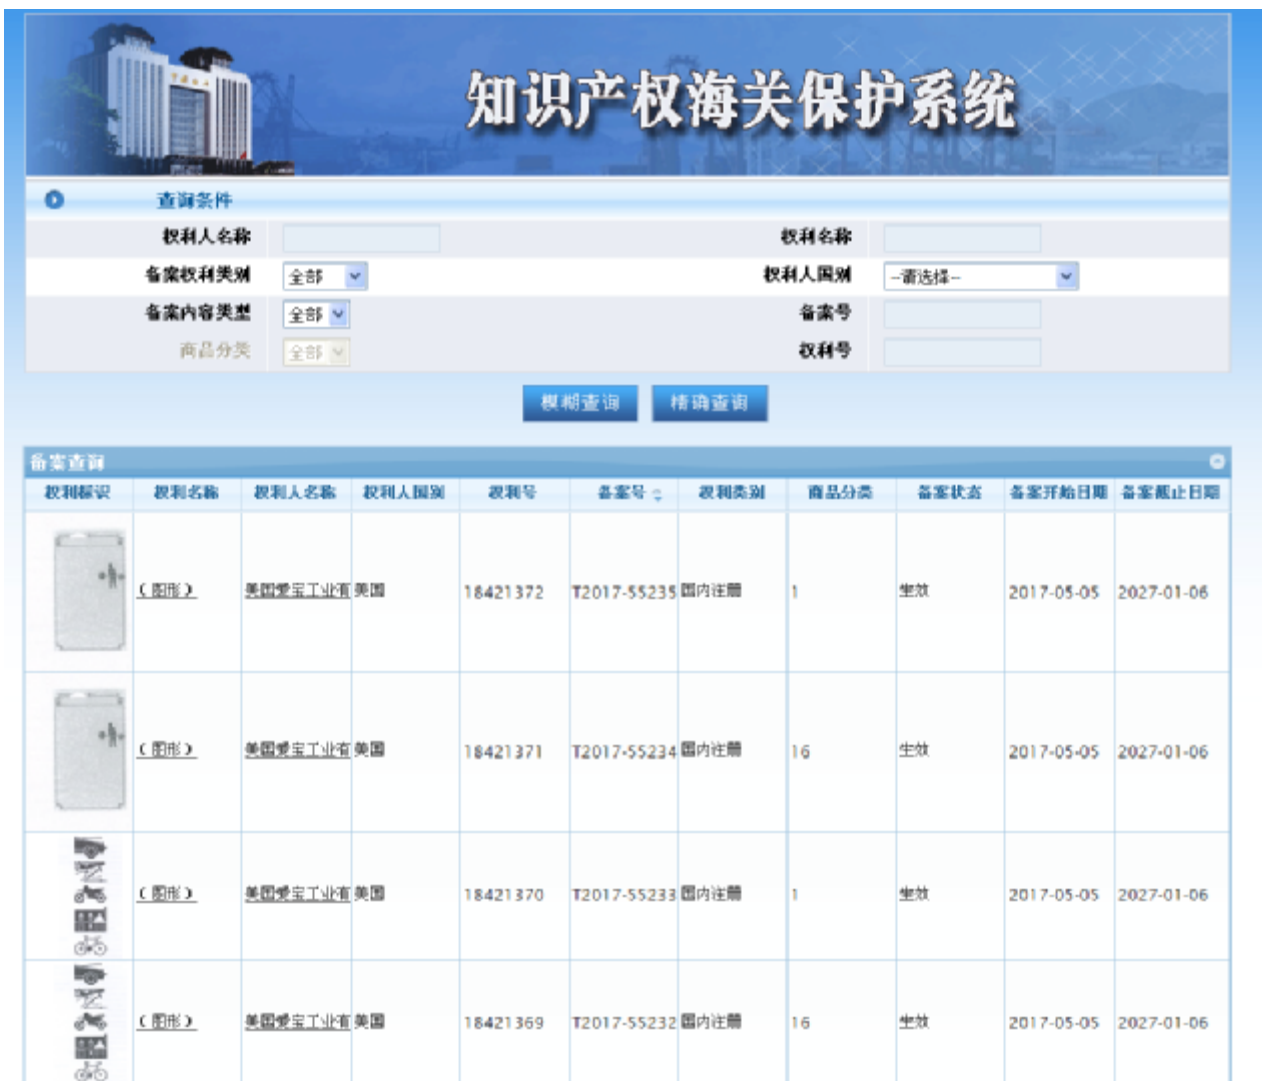 知识产权海关保护系统
查询条件
权利人名称 权利名称
备案权利类别 全部 权利人国别 --请选择--
备案内容类型 全部 备案号
商品分类 全部 权利号
模糊查询 精确查询
备案查询
权利标识 权利名称 权利人名称 权利人国别 权利号 备案号 权利类别 商品分类 备案状态 备案开始日期 备案截止日期
(图形) 美国爱宝工业有 美国 18421372 T2017-55235 国内注册 1 生效 2017-05-05 2027-01-06
(图形) 美国爱宝工业有 美国 18421371 T2017-55234 国内注册 16 生效 2017-05-05 2027-01-06
(图形) 美国爱宝工业有 美国 18421370 T2017-55233 国内注册 1 生效 2017-05-05 2027-01-06
(图形) 美国爱宝工业有 美国 18421369 T2017-55232 国内注册 16 生效 2017-05-05 2027-01-06